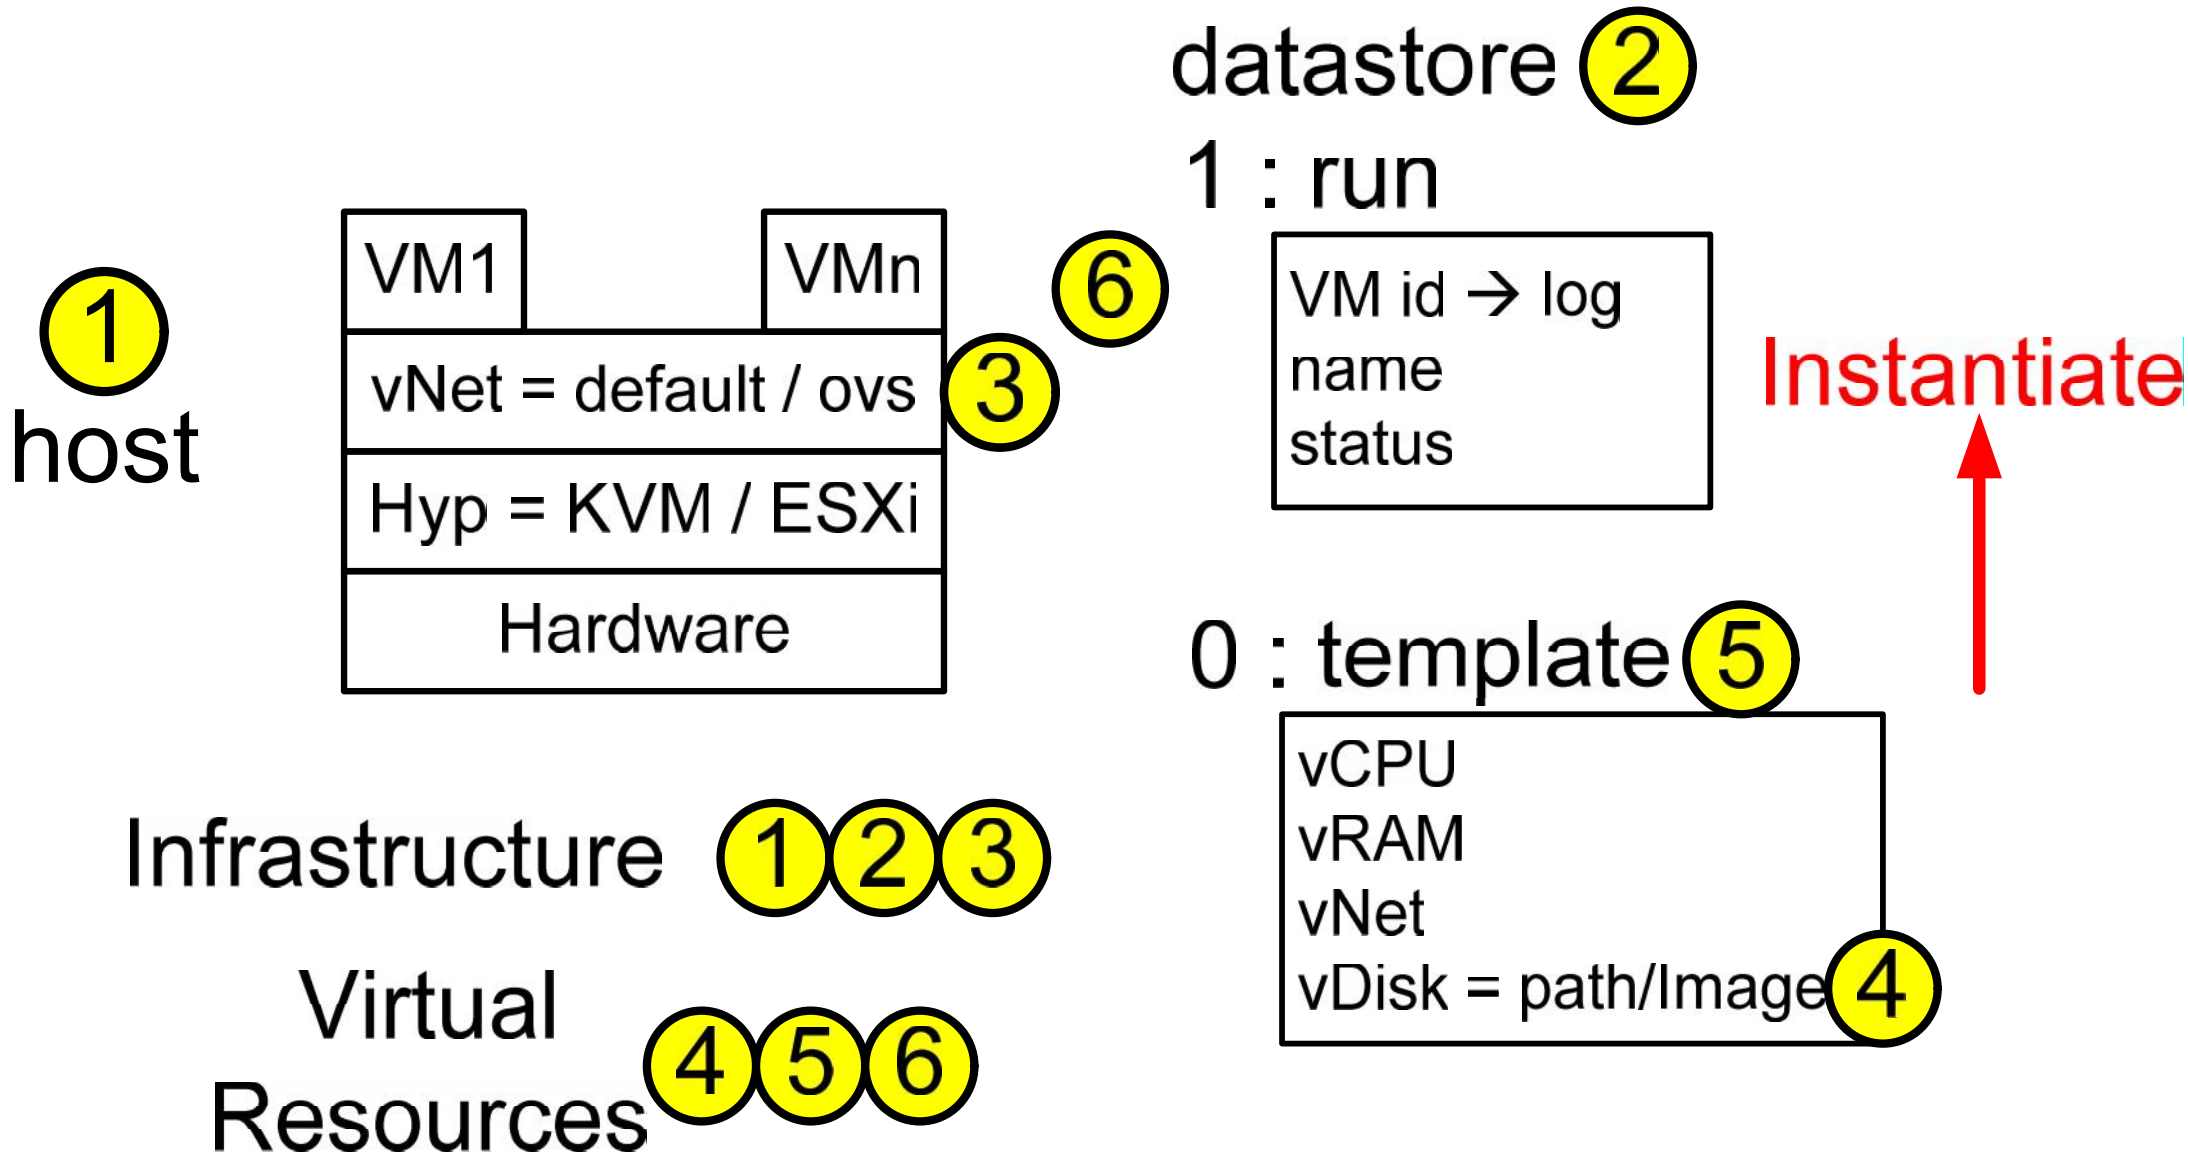 datastore 2
1 : run
VM1
VMn
6
VM id → log
1
name
Instantiate
vNet = default / ovs
3
status
host
Hyp = KVM / ESXi
Hardware
0 : template 5
vCPU
vRAM
vNet
vDisk = path/Image 4
Infrastructure 1 2 3
Virtual
Resources 4 5 6